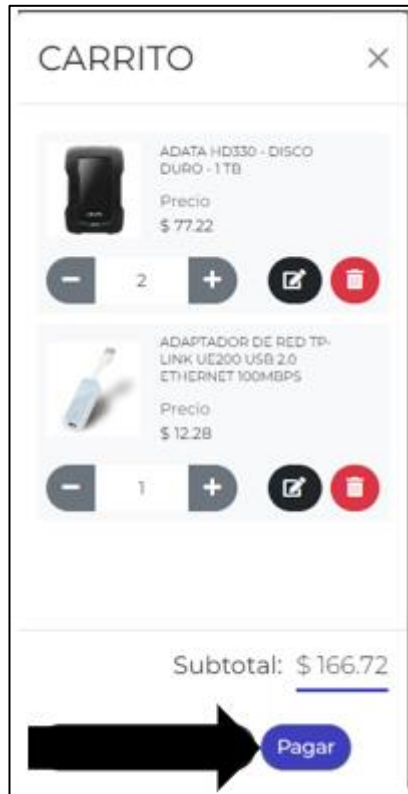 CARRITO
ADATA HD330 - DISCO
DURO - 1 TB
Precio
$ 77.22
2
ADAPTADOR DE RED TP-
LINK UE200 USB 2.0
ETHERNET 100MBPS
Precio
$ 12.28
1
Subtotal: $ 166.72
Pagar